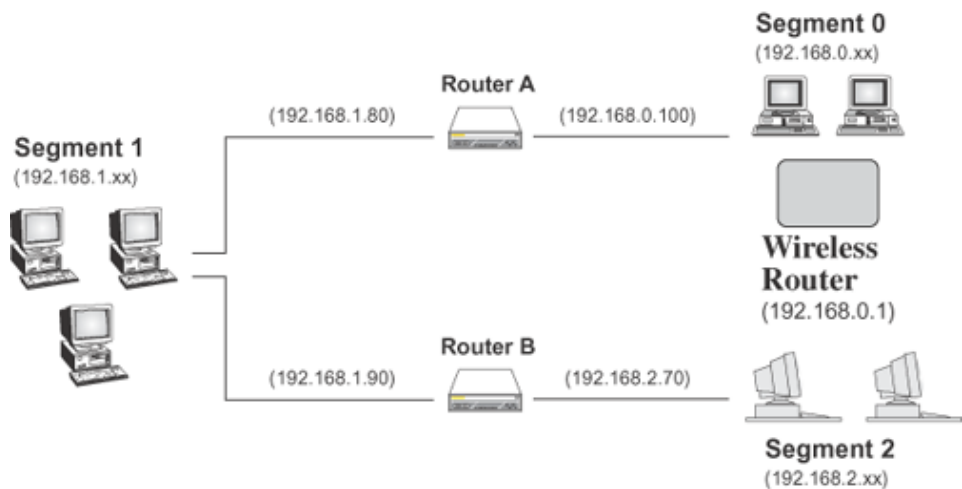 Segment 0
(192.168.0.xx)
Router A
(192.168.1.80)
(192.168.0.100)
Segment 1
(192.168.1.xx)
Wireless
Router
(192.168.0.1)
Router B
(192.168.1.90)
(192.168.2.70)
Segment 2
(192.168.2.xx)